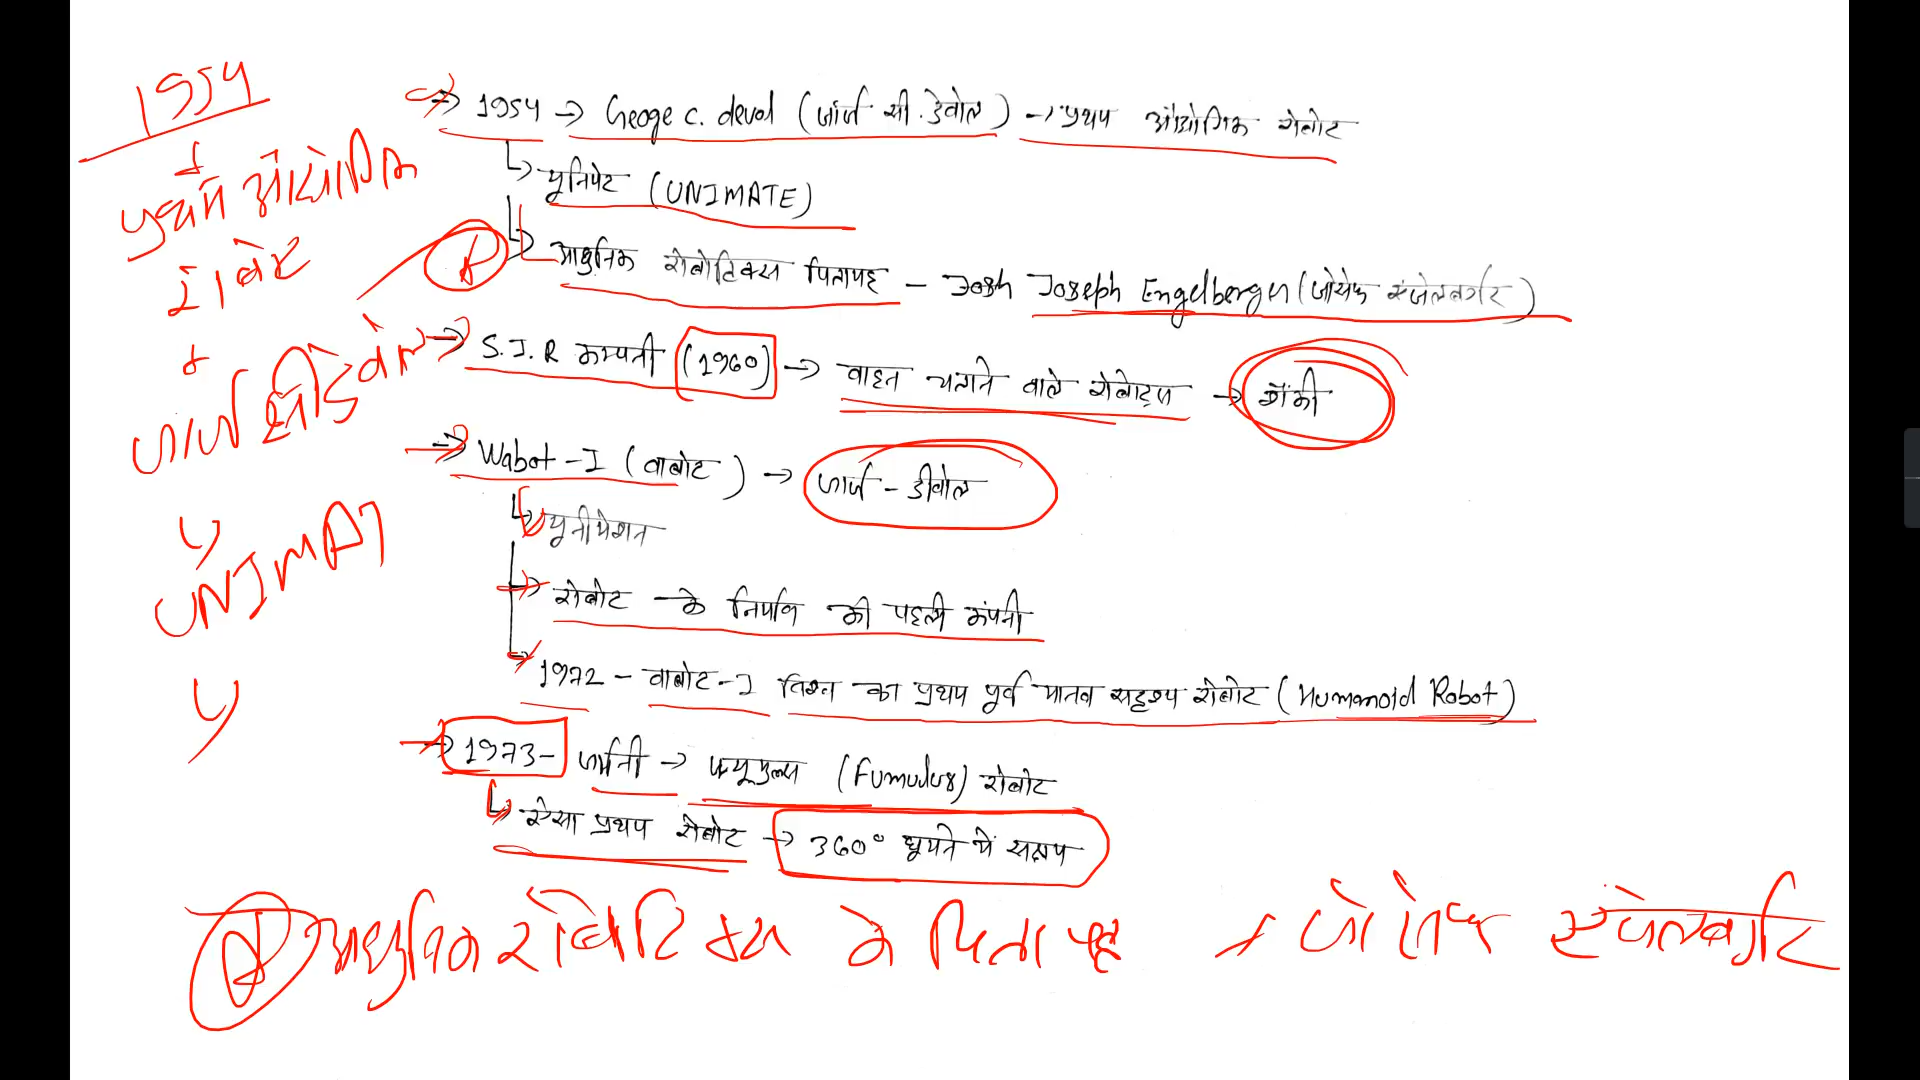 1954
प्रथम औद्योगिक
रोबोट
जार्ज सी डेवोल
UNIMAT
→ 1954 → Geoge c. devol (जॉर्ज सी. डेवोल) → प्रथम औद्योगिक रोबोट
↳ यूनिमेट (UNIMATE)
↳ आधुनिक रोबोटिक्स पितामह - Josh Joseph Engelberger (जोसेफ एंजेलबर्गर)
→ S.I.R कम्पनी (1960) → वाहन चलाने वाले रोबोट्स → शैंकी
→ Wabot-I (वाबोट) → जार्ज - डीवोल
↳ यूनीमेशन
→ रोबोट के निर्माण की पहली कंपनी
→ 1972 - वाबोट-I विश्व का प्रथम पूर्व मानव सदृश्य रोबोट (Humanoid Robot)
→ 1973 - जर्मनी → फ्यूमुलस (Fumulus) रोबोट
↳ ऐसा प्रथम रोबोट → 360° घूमने में सक्षम
आधुनिक रोबोटिक्स के पितामह → जोसेफ एंजेलबर्गर